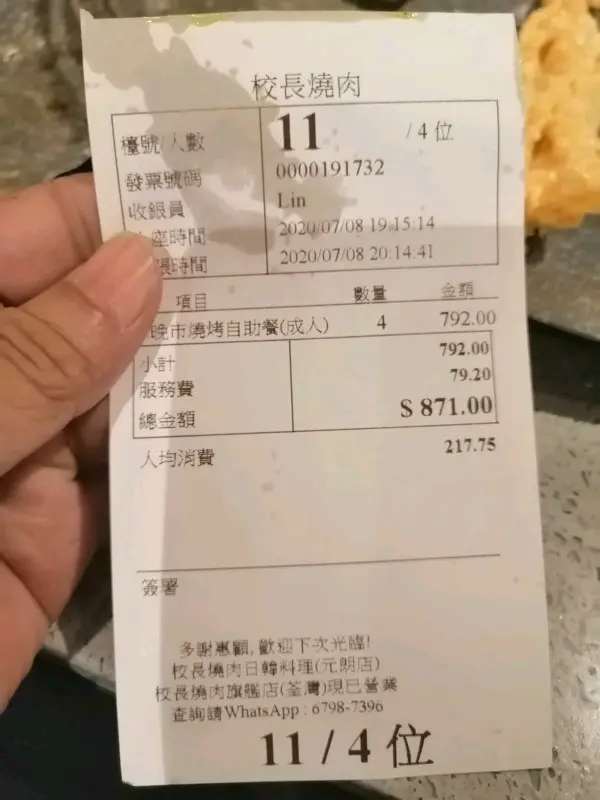 校長燒肉
檯號/人數 11 / 4 位
發票號碼 0000191732
收銀員 Lin
座時間 2020/07/08 19:15:14
時間 2020/07/08 20:14:41
項目 數量 金額
晚市燒烤自助餐(成人) 4 792.00
小計 792.00
服務費 79.20
總金額 $ 871.00
人均消費 217.75
簽署
多謝惠顧, 歡迎下次光臨!
校長燒肉日韓料理(元朗店)
校長燒肉旗艦店(荃灣)現已營業
查詢請WhatsApp : 6798-7396
11 / 4 位